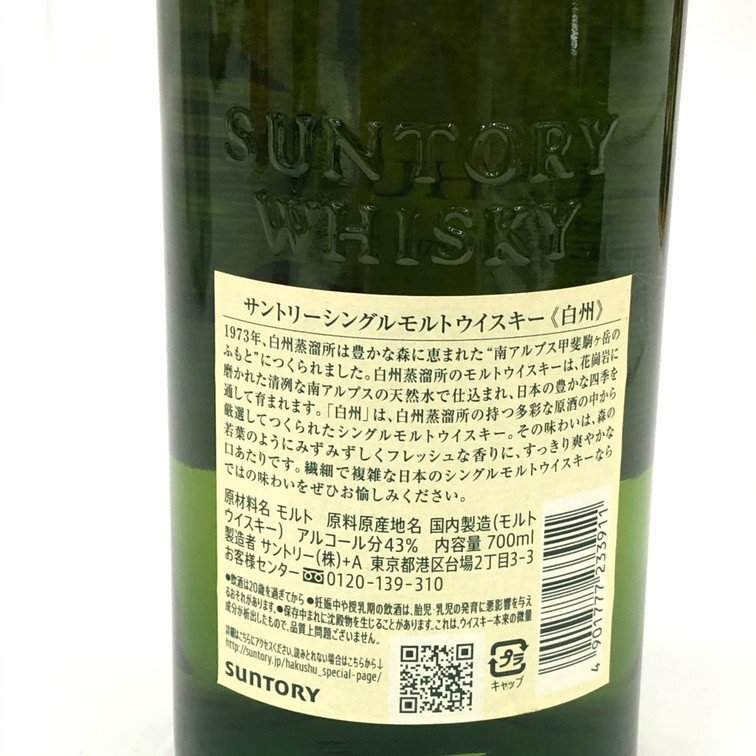 SUNTORY
WHISKY
サントリーシングルモルトウイスキー《白州》
1973年、白州蒸溜所は豊かな森に恵まれた“南アルプス甲斐駒ヶ岳の
ふもと”につくられました。白州蒸溜所のモルトウイスキーは、花崗岩に
磨かれた清冽な南アルプスの天然水で仕込まれ、日本の豊かな四季を
通して育まれます。「白州」は、白州蒸溜所の持つ多彩な原酒の中から
厳選してつくられたシングルモルトウイスキー。その味わいは、森の
若葉のようにみずみずしくフレッシュな香りに、すっきり爽やかな
口あたりです。繊細で複雑な日本のシングルモルトウイスキーなら
ではの味わいをぜひお愉しみください。
原材料名 モルト 原料原産地名 国内製造(モルト
ウイスキー) アルコール分43% 内容量700ml
製造者 サントリー(株)+A 東京都港区台場2丁目3-3
お客様センター 0120-139-310
●飲酒は20歳を過ぎてから ●妊娠中や授乳期の飲酒は、胎児・乳児の発育に悪影響を与え
るおそれがあります。●保存中まれに沈殿物を生じることがあります。これは、ウイスキー本来の微量
成分が析出したもので、品質上問題ございません。
詳細はこちらにアクセスください。読みとれない場合はこちらから↓
http://suntory.jp/hakushu_special-page/
SUNTORY
プラ
キャップ
4 901777 233911